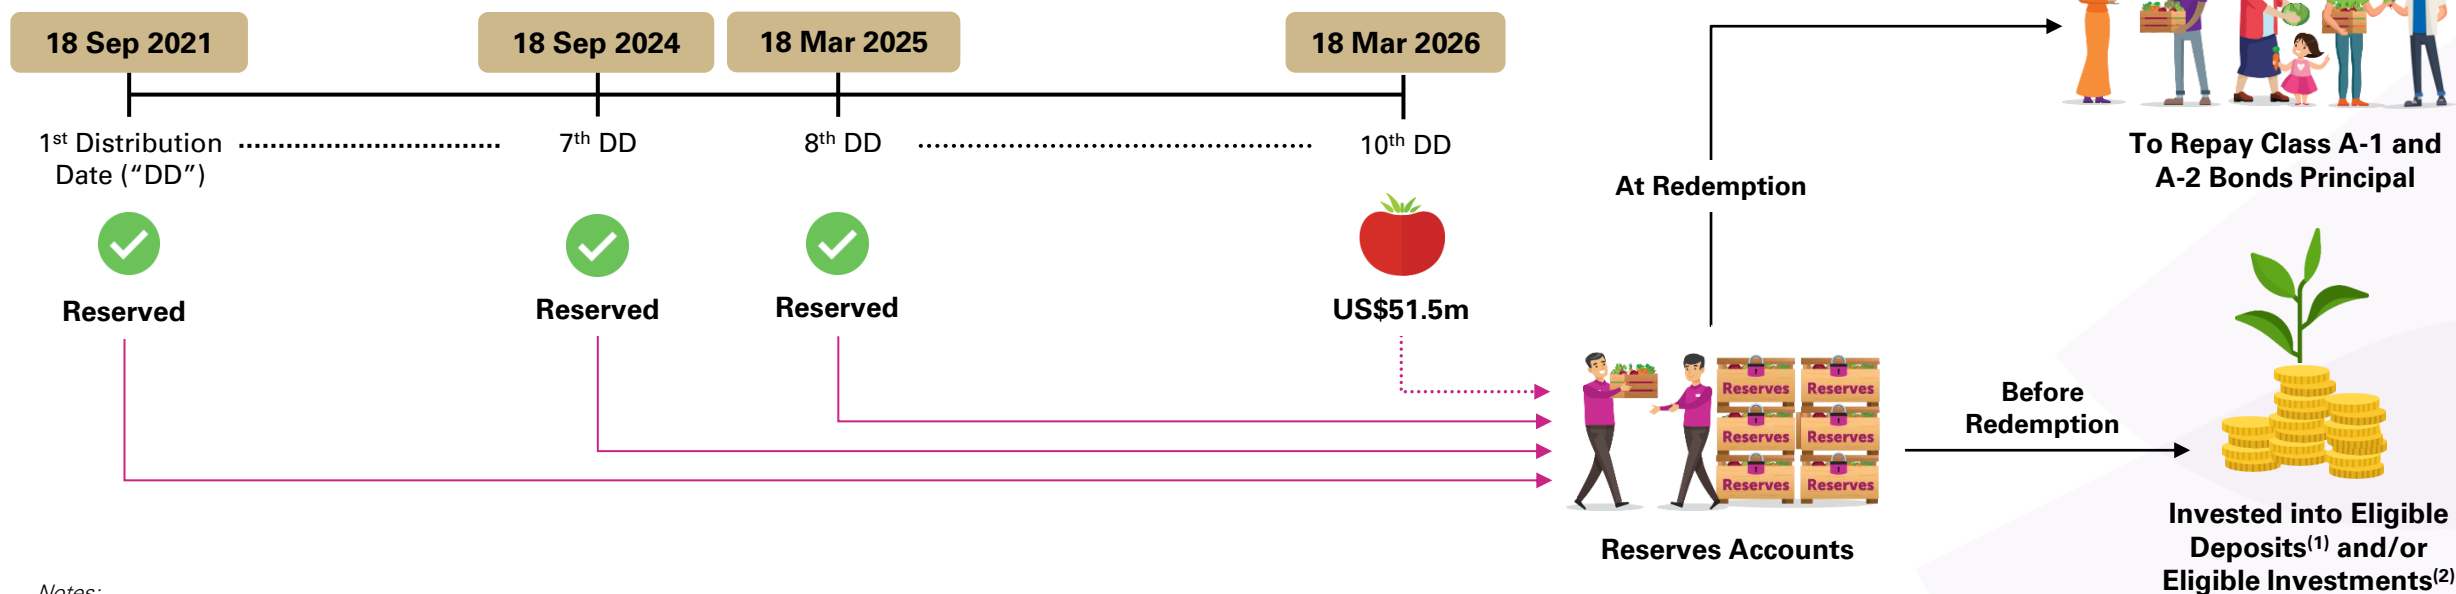 18 Sep 2021
18 Sep 2024
18 Mar 2025
18 Mar 2026
1st Distribution
Date (“DD”)
7th DD
8th DD
10th DD
Reserved
Reserved
Reserved
US$51.5m
At Redemption
To Repay Class A-1 and
A-2 Bonds Principal
Reserves
Reserves
Reserves
Reserves
Reserves
Reserves
Reserves Accounts
Before
Redemption
Invested into Eligible
Deposits(1) and/or
Eligible Investments(2)
Notes: